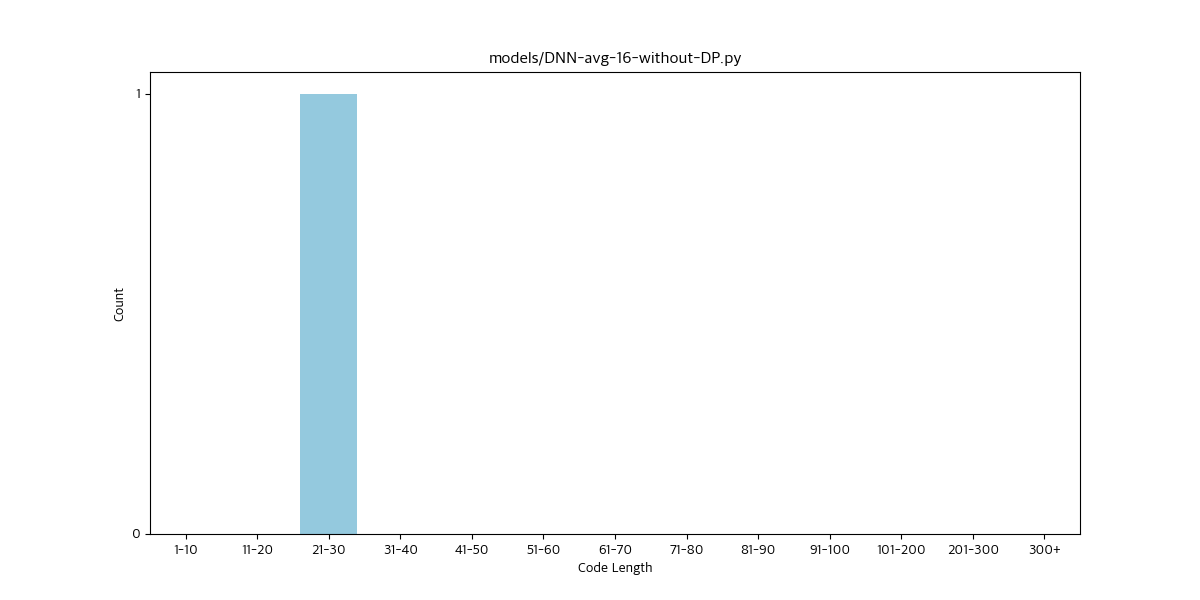 models/DNN-avg-16-without-DP.py
1
Count
0
1-10 11-20 21-30 31-40 41-50 51-60 61-70 71-80 81-90 91-100 101-200 201-300 300+
Code Length